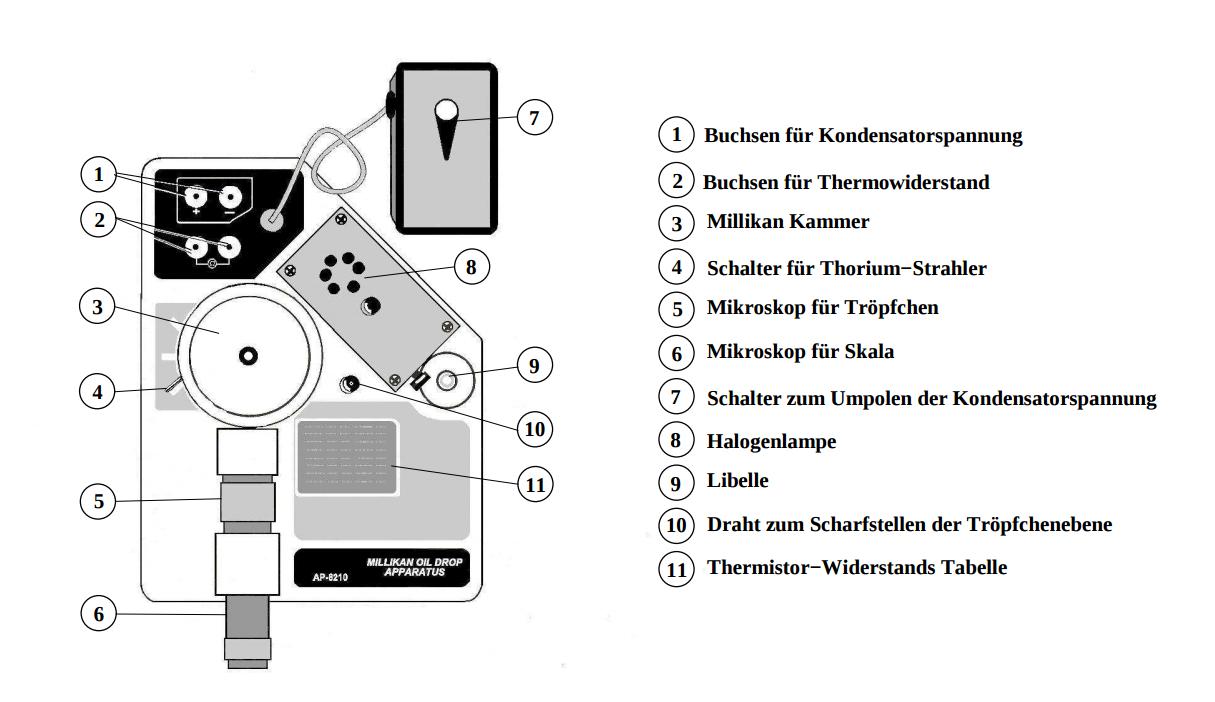 7
1
+ −
2
8
3
9
4
10
11
5
MILLIKAN OIL DROP
APPARATUS
AP-8210
6
1 Buchsen für Kondensatorspannung
2 Buchsen für Thermowiderstand
3 Millikan Kammer
4 Schalter für Thorium−Strahler
5 Mikroskop für Tröpfchen
6 Mikroskop für Skala
7 Schalter zum Umpolen der Kondensatorspannung
8 Halogenlampe
9 Libelle
10 Draht zum Scharfstellen der Tröpfchenebene
11 Thermistor−Widerstands Tabelle